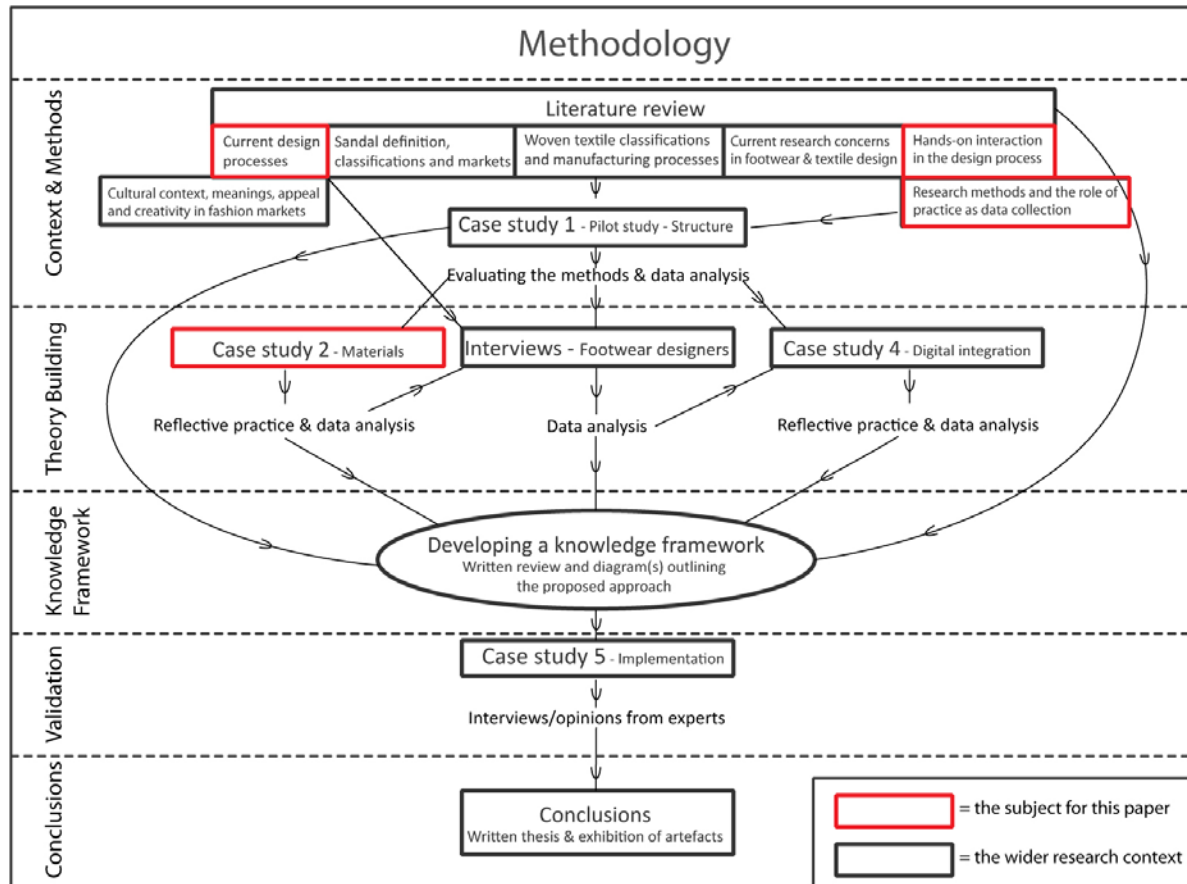 Methodology
Context & Methods
Literature review
Current design
processes
Sandal definition,
classifications and markets
Woven textile classifications
and manufacturing processes
Current research concerns
in footwear & textile design
Hands-on interaction
in the design process
Cultural context, meanings, appeal
and creativity in fashion markets
Research methods and the role of
practice as data collection
Case study 1 - Pilot study - Structure
Evaluating the methods & data analysis
Theory Building
Case study 2 - Materials
Interviews - Footwear designers
Case study 4 - Digital integration
Reflective practice & data analysis
Data analysis
Reflective practice & data analysis
Knowledge
Framework
Developing a knowledge framework
Written review and diagram(s) outlining
the proposed approach
Validation
Case study 5 - Implementation
Interviews/opinions from experts
Conclusions
Conclusions
Written thesis & exhibition of artefacts
= the subject for this paper
= the wider research context